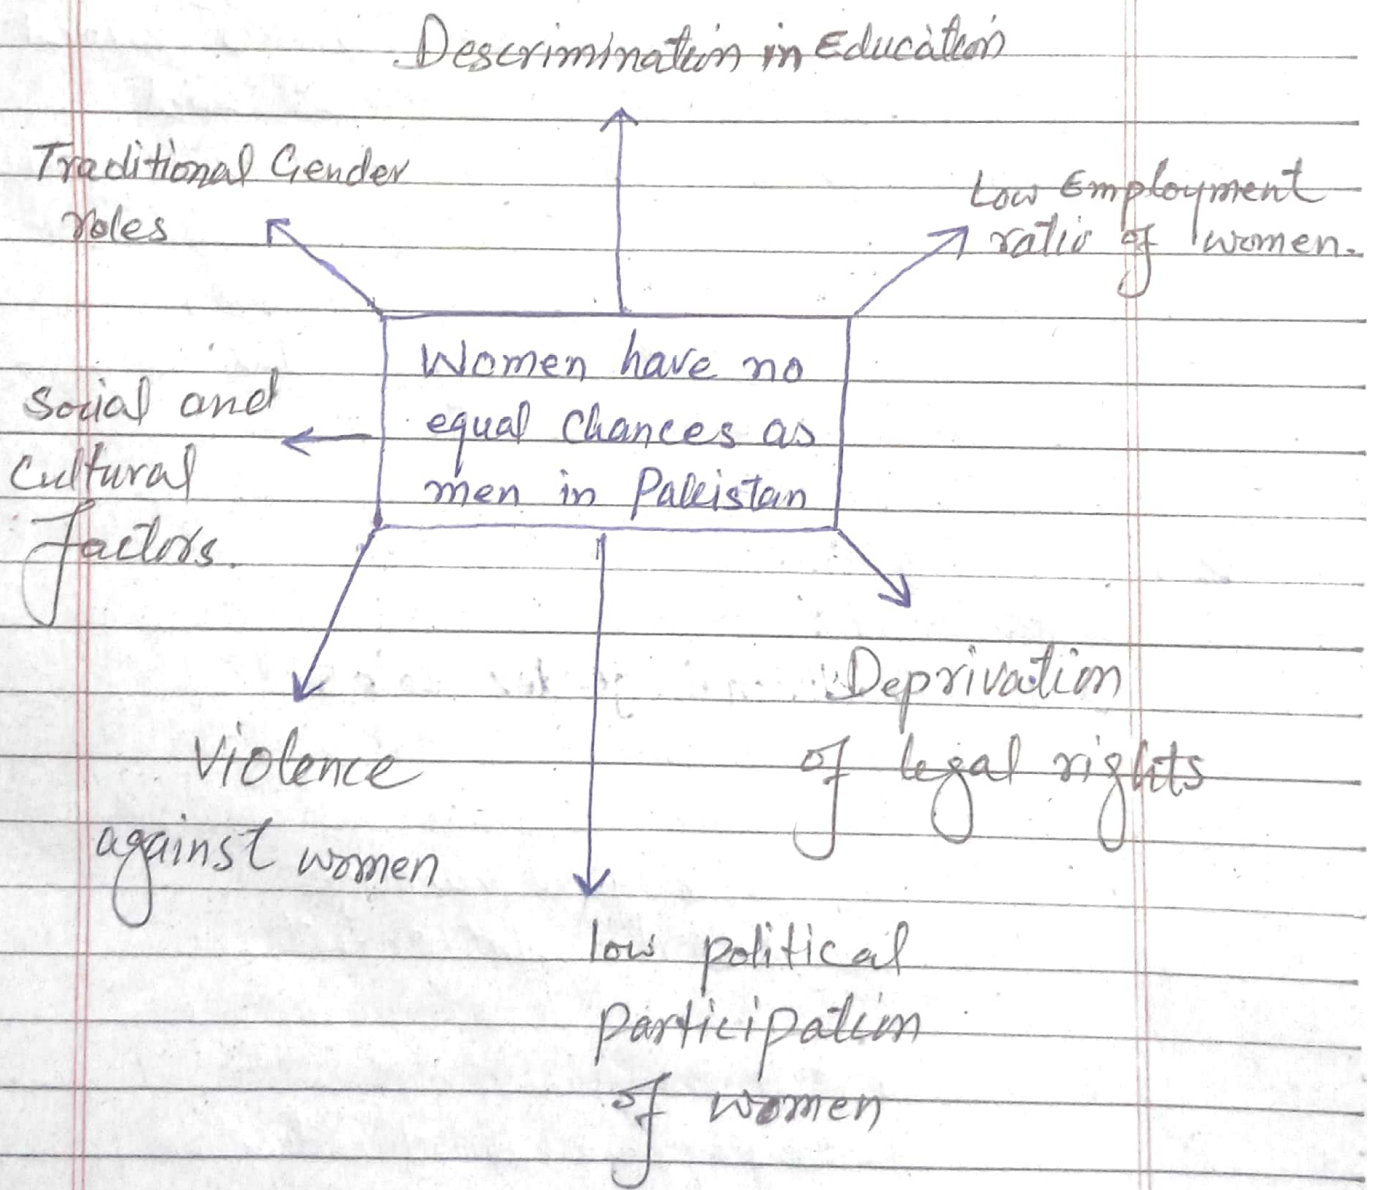 Descrimination in Education
Traditional Gender
roles
Low Employment
ratio of women.
Women have no
equal chances as
men in Pakistan
Social and
Cultural
factors.
Deprivation
of legal rights
Violence
against women
low political
participation
of women